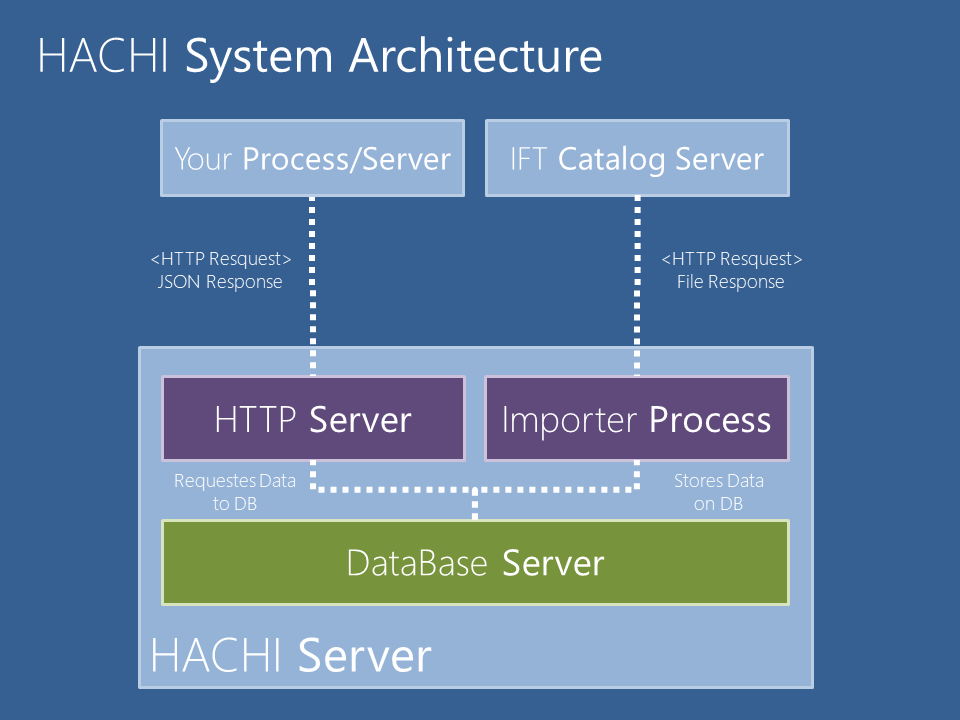 HACHI System Architecture
Your Process/Server
IFT Catalog Server
<HTTP Resquest>
JSON Response
<HTTP Resquest>
File Response
HTTP Server
Importer Process
Requestes Data
to DB
Stores Data
on DB
DataBase Server
HACHI Server